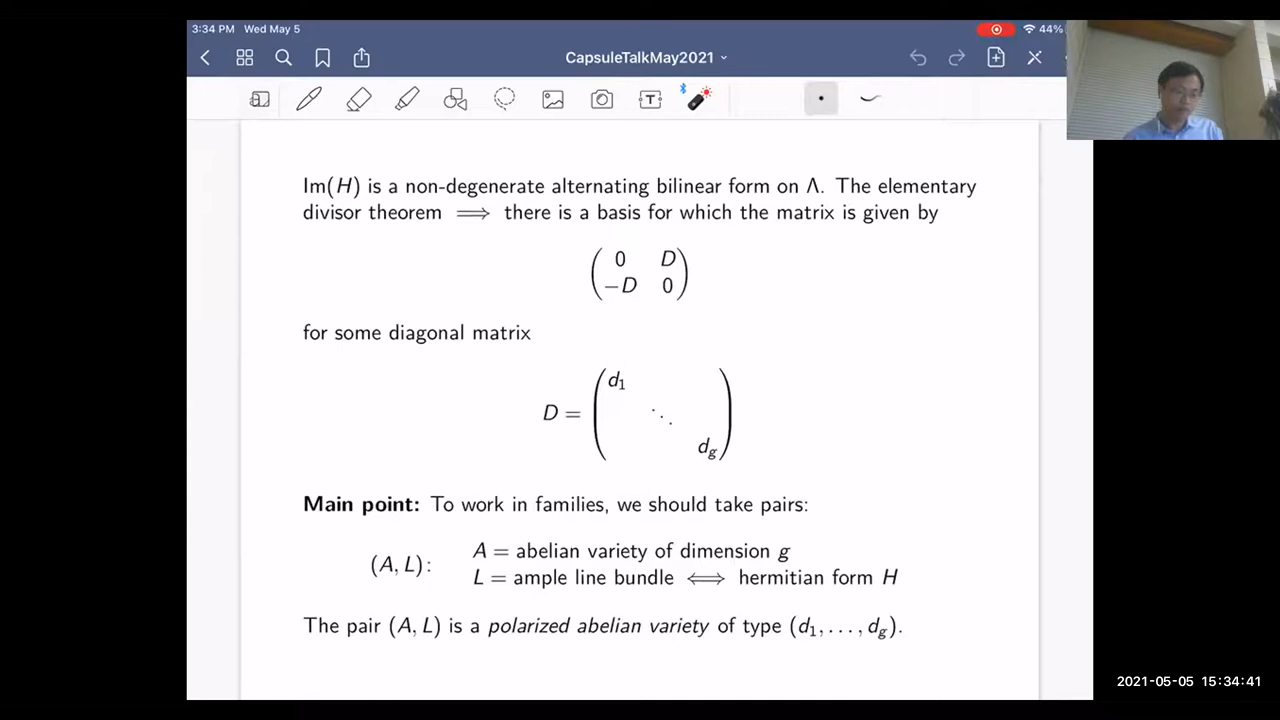 3:34 PM Wed May 5
44%
CapsuleTalkMay2021
T
Im(H) is a non-degenerate alternating bilinear form on Λ. The elementary
divisor theorem ⟹ there is a basis for which the matrix is given by
0 D
−D 0
for some diagonal matrix
d₁
D = ⋱
d_g
Main point: To work in families, we should take pairs:
A = abelian variety of dimension g
(A, L):
L = ample line bundle ⟺ hermitian form H
The pair (A, L) is a polarized abelian variety of type (d₁, . . . , d_g).
2021-05-05 15:34:41